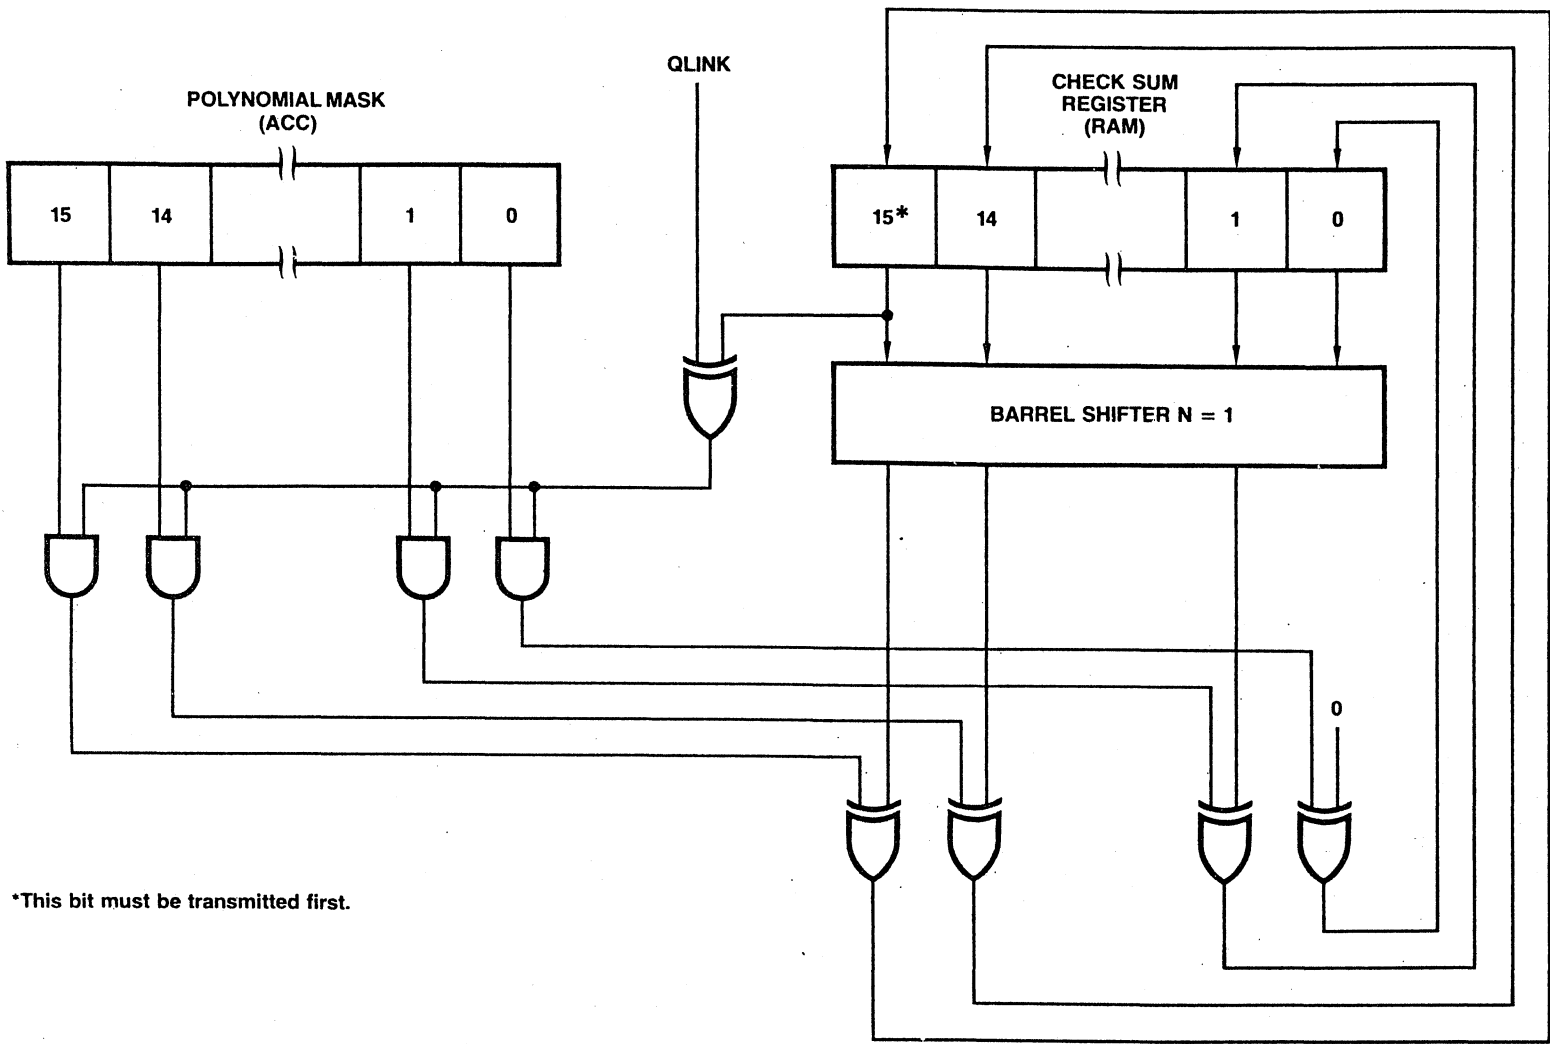 QLINK
POLYNOMIAL MASK
(ACC)
CHECK SUM
REGISTER
(RAM)
15 14 1 0
15* 14 1 0
BARREL SHIFTER N = 1
0
*This bit must be transmitted first.